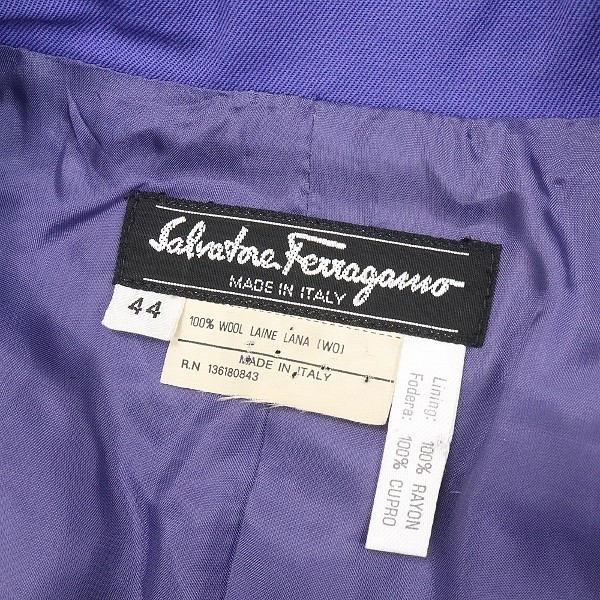 Salvatore Ferragamo
MADE IN ITALY
44
100% WOOL LAINE LANA (WO)
MADE IN ITALY
R.N 136180843
Lining: 100% RAYON
Fodera: 100% CUPRO